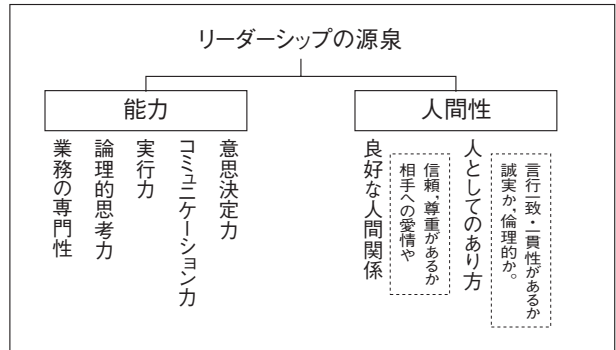 リーダーシップの源泉
能力
業務の専門性
論理的思考力
実行力
コミュニケーション力
意思決定力
人間性
良好な人間関係
相手への愛情や
信頼，尊重があるか
人としてのあり方
言行一致・一貫性があるか
誠実か，倫理的か。